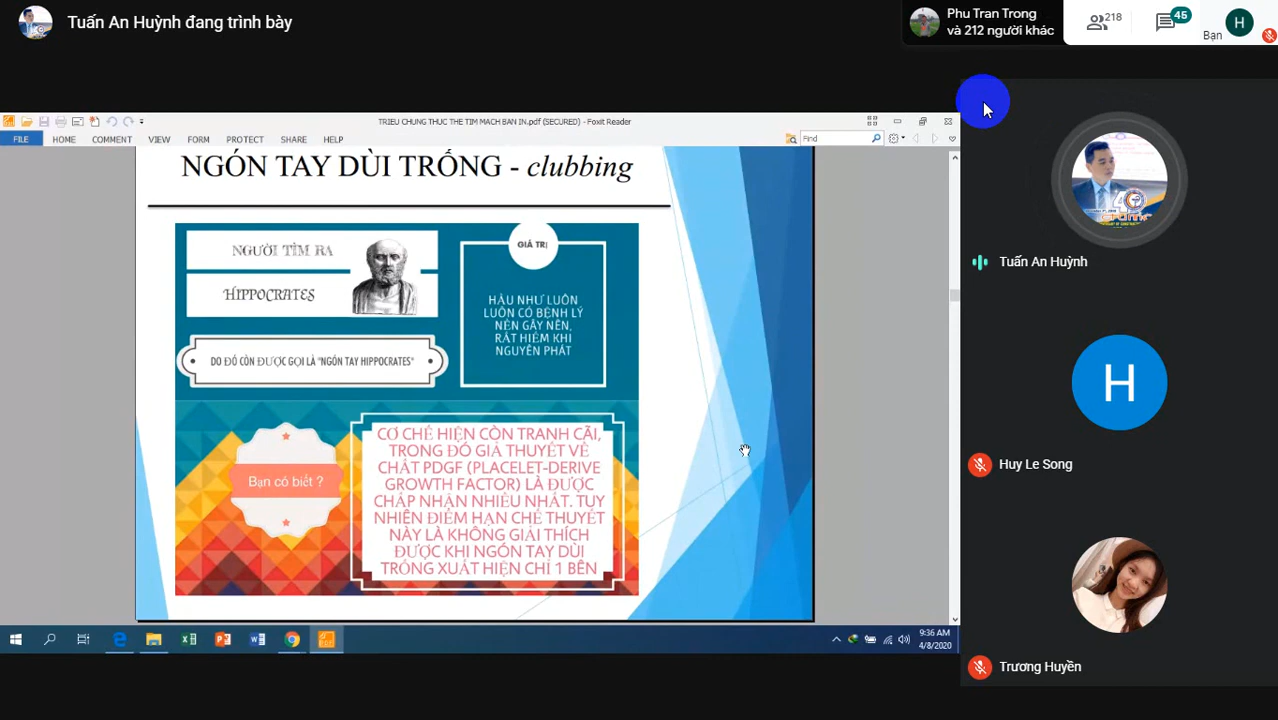 Tuấn An Huỳnh đang trình bày
Phu Tran Trong
và 212 người khác
218
45
Bạn
H
TRIEU CHUNG THUC THE TIM MACH BAN IN.pdf (SECURED) - Foxit Reader
FILE HOME COMMENT VIEW FORM PROTECT SHARE HELP
Find
NGÓN TAY DÙI TRỐNG - clubbing
NGƯỜI TÌM RA
HIPPOCRATES
DO ĐÓ CÒN ĐƯỢC GỌI LÀ "NGÓN TAY HIPPOCRATES"
GIÁ TRỊ
HẦU NHƯ LUÔN
LUÔN CÓ BỆNH LÝ
NỀN GÂY NÊN,
RẤT HIẾM KHI
NGUYÊN PHÁT
Bạn có biết ?
CƠ CHẾ HIỆN CÒN TRANH CÃI,
TRONG ĐÓ GIẢ THUYẾT VỀ
CHẤT PDGF (PLACELET-DERIVE
GROWTH FACTOR) LÀ ĐƯỢC
CHẤP NHẬN NHIỀU NHẤT. TUY
NHIÊN ĐIỂM HẠN CHẾ THUYẾT
NÀY LÀ KHÔNG GIẢI THÍCH
ĐƯỢC KHI NGÓN TAY DÙI
TRỐNG XUẤT HIỆN CHỈ 1 BÊN
Tuấn An Huỳnh
H
Huy Le Song
Trương Huyền
9:36 AM
4/8/2020